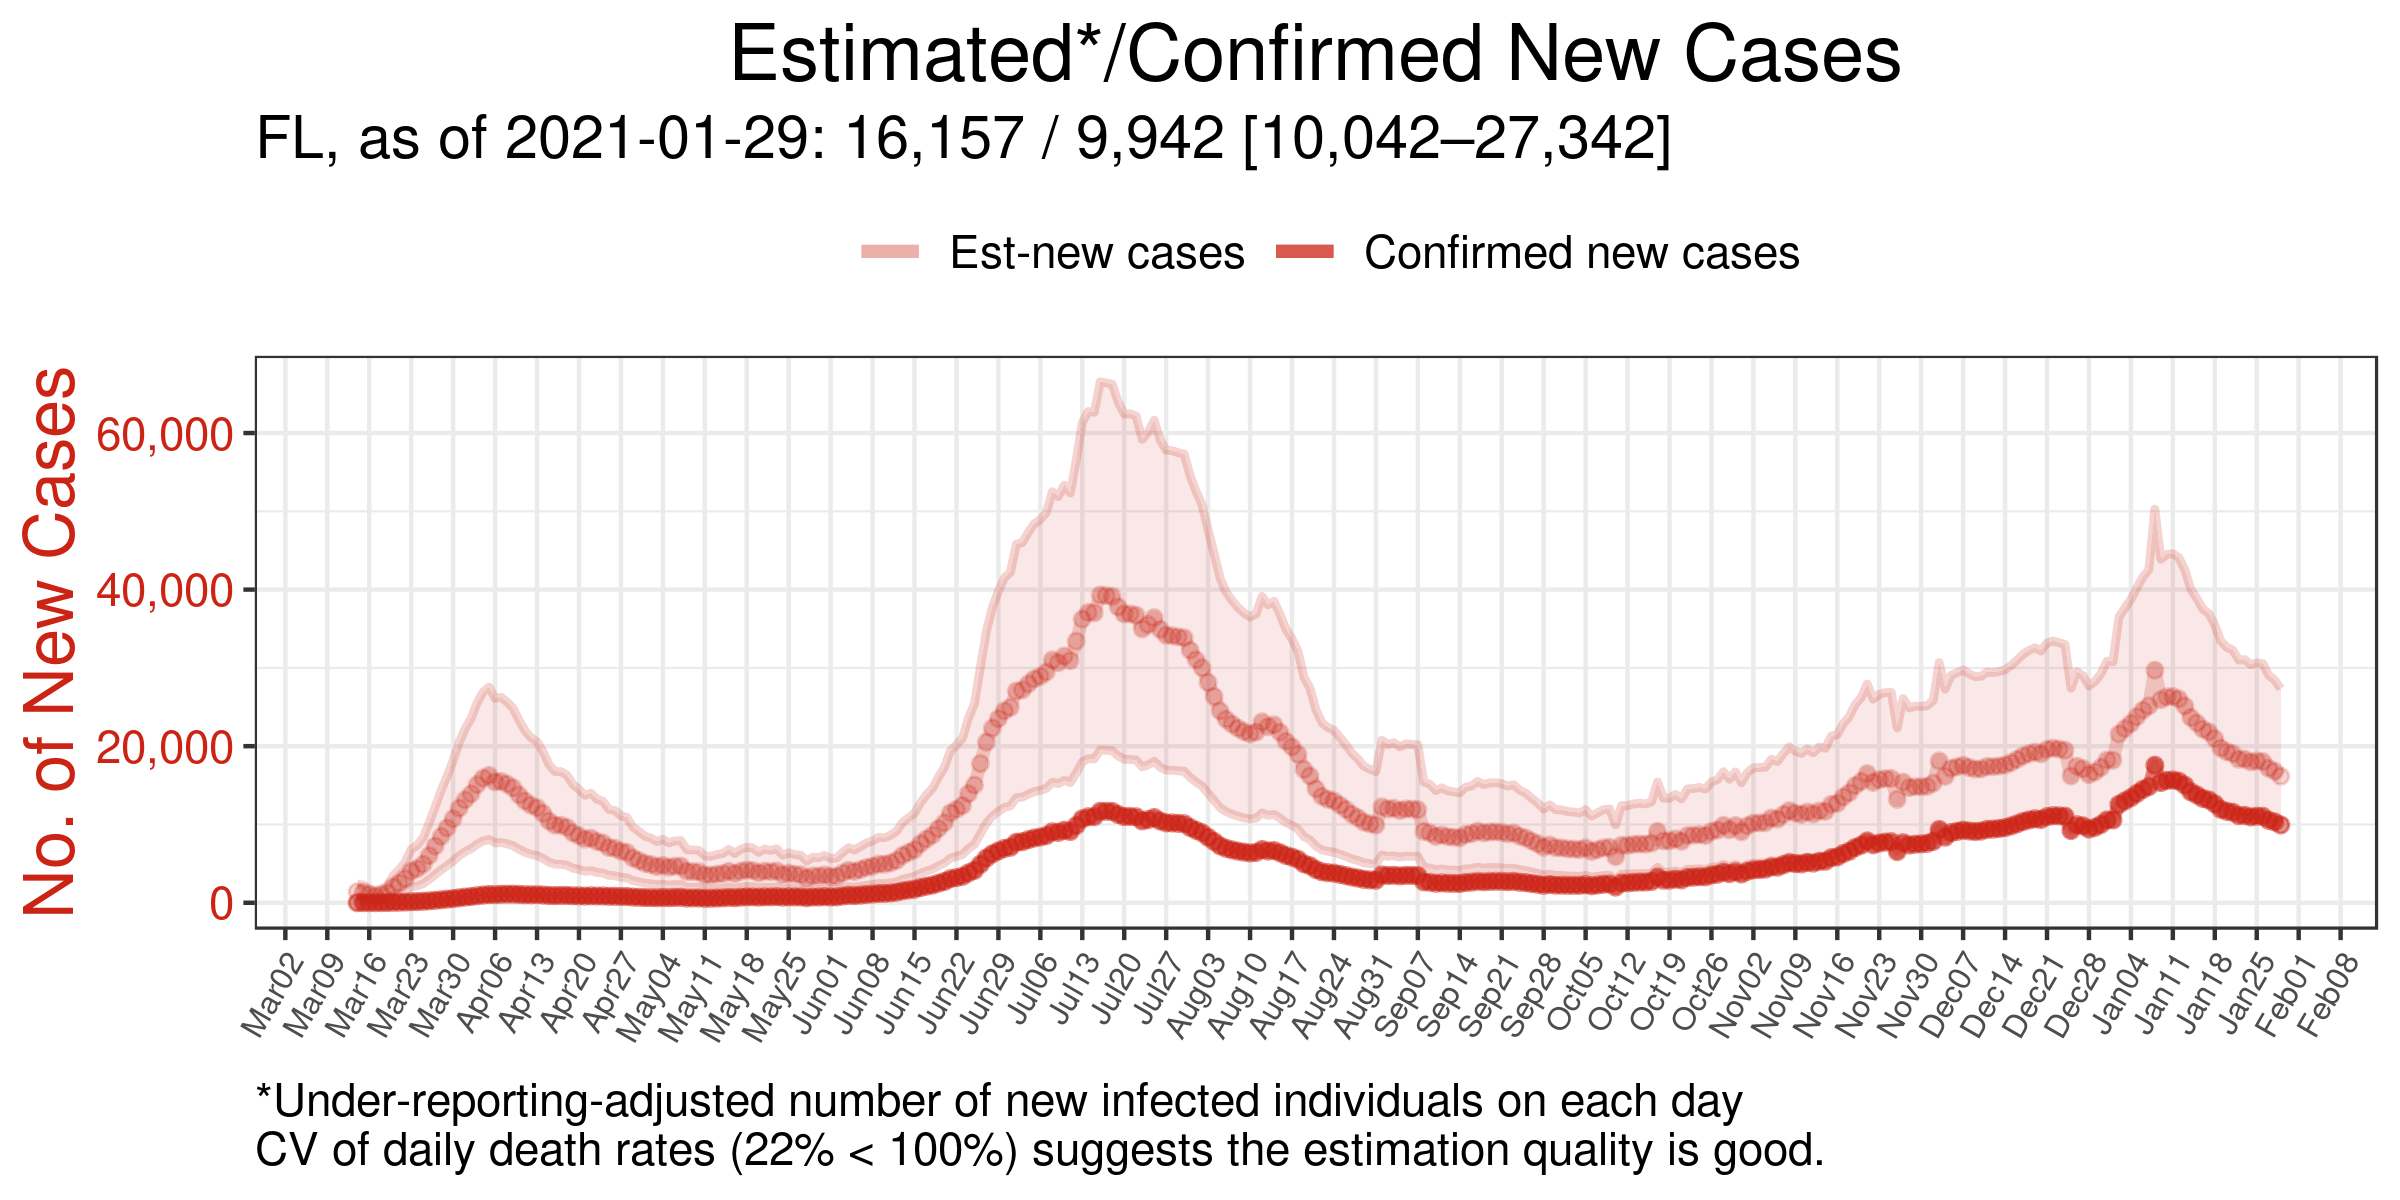 Estimated*/Confirmed New Cases
FL, as of 2021-01-29: 16,157 / 9,942 [10,042–27,342]
Est-new cases Confirmed new cases
No. of New Cases
60,000
40,000
20,000
0
Mar02 Mar09 Mar16 Mar23 Mar30 Apr06 Apr13 Apr20 Apr27 May04 May11 May18 May25 Jun01 Jun08 Jun15 Jun22 Jun29 Jul06 Jul13 Jul20 Jul27 Aug03 Aug10 Aug17 Aug24 Aug31 Sep07 Sep14 Sep21 Sep28 Oct05 Oct12 Oct19 Oct26 Nov02 Nov09 Nov16 Nov23 Nov30 Dec07 Dec14 Dec21 Dec28 Jan04 Jan11 Jan18 Jan25 Feb01 Feb08
*Under-reporting-adjusted number of new infected individuals on each day
CV of daily death rates (22% < 100%) suggests the estimation quality is good.